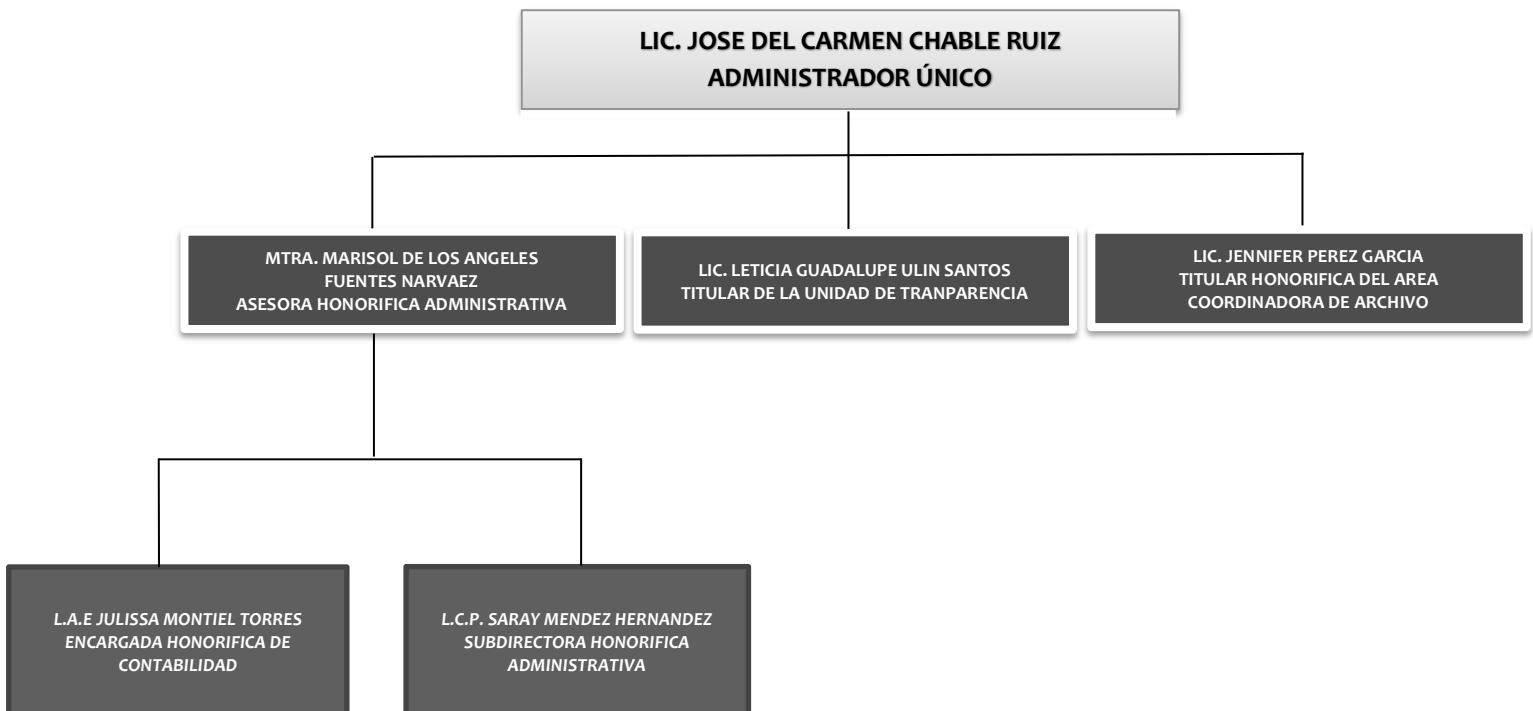 LIC. JOSE DEL CARMEN CHABLE RUIZ
ADMINISTRADOR ÚNICO
MTRA. MARISOL DE LOS ANGELES
FUENTES NARVAEZ
ASESORA HONORIFICA ADMINISTRATIVA
LIC. LETICIA GUADALUPE ULIN SANTOS
TITULAR DE LA UNIDAD DE TRANPARENCIA
LIC. JENNIFER PEREZ GARCIA
TITULAR HONORIFICA DEL AREA
COORDINADORA DE ARCHIVO
L.A.E JULISSA MONTIEL TORRES
ENCARGADA HONORIFICA DE
CONTABILIDAD
L.C.P. SARAY MENDEZ HERNANDEZ
SUBDIRECTORA HONORIFICA
ADMINISTRATIVA